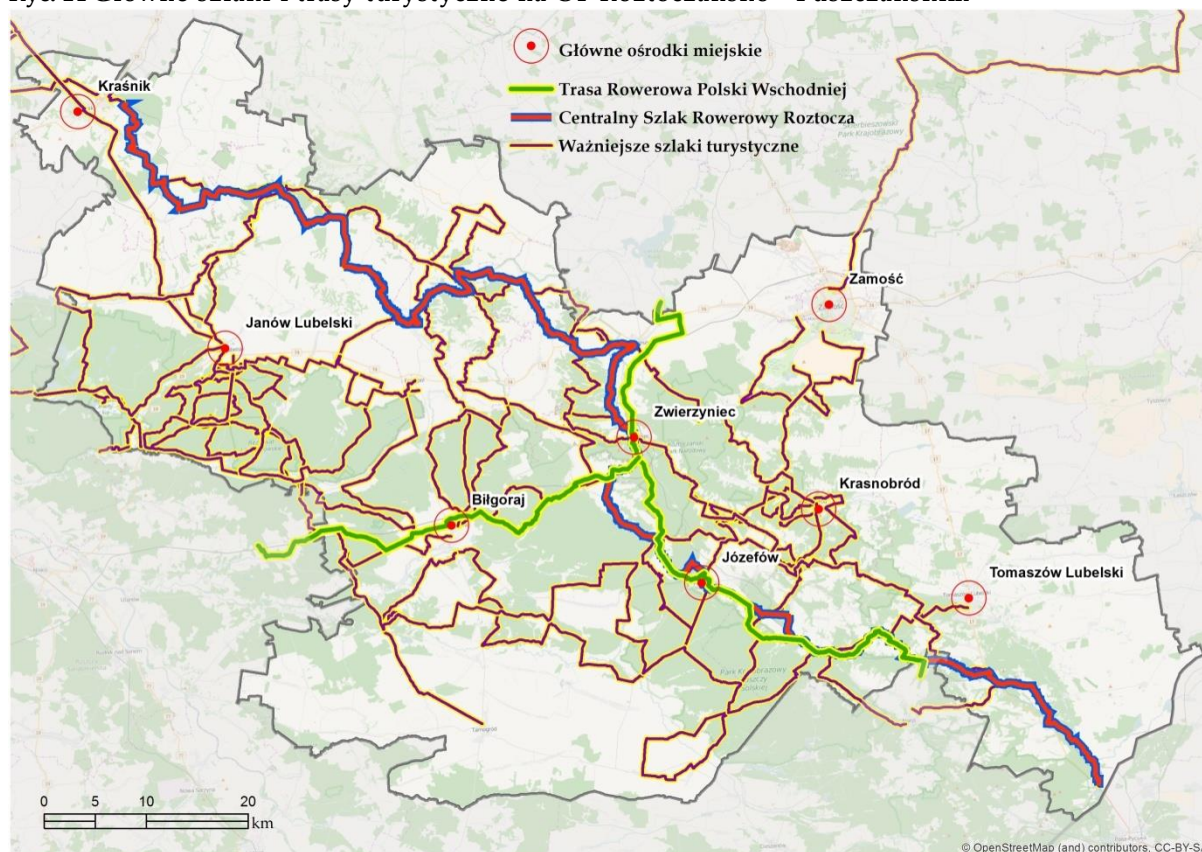 Główne ośrodki miejskie
Trasa Rowerowa Polski Wschodniej
Centralny Szlak Rowerowy Roztocza
Ważniejsze szlaki turystyczne
Kraśnik
Zamość
Janów Lubelski
Zwierzyniec
Krasnobród
Biłgoraj
Józefów
Tomaszów Lubelski
0 5 10 20
km
© OpenStreetMap (and) contributors, CC-BY-S